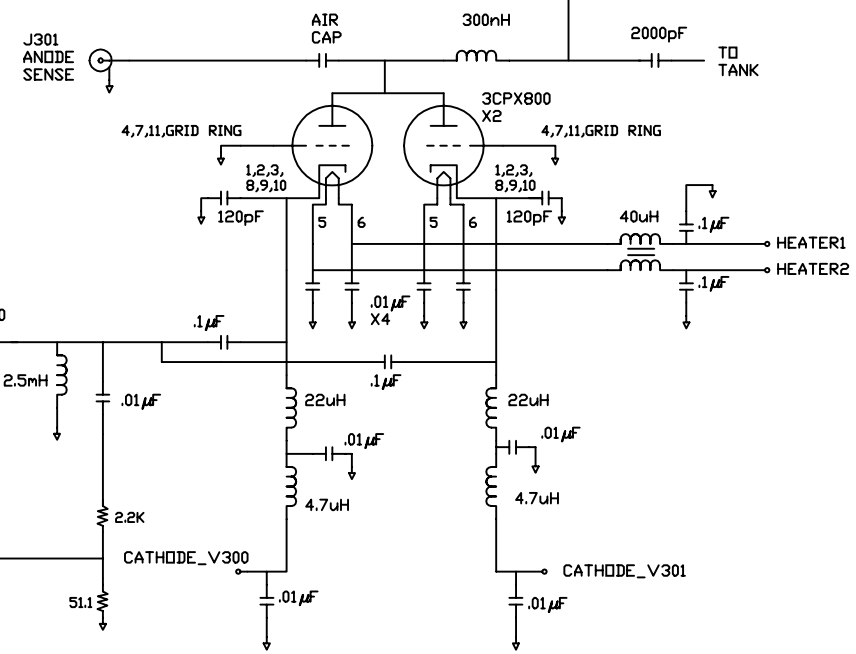 AIR
CAP
300nH
J301
ANODE
SENSE
2000pF
TO
TANK
3CPX800
X2
4,7,11,GRID RING
4,7,11,GRID RING
1,2,3,
8,9,10
1,2,3,
8,9,10
120pF
5
6
5
6
120pF
40uH
.1µF
HEATER1
HEATER2
.1µF
.01µF
X4
0
.1µF
.1µF
2.5mH
.01µF
22uH
22uH
.01µF
.01µF
4.7uH
4.7uH
2.2K
CATHODE_V300
CATHODE_V301
51.1
.01µF
.01µF